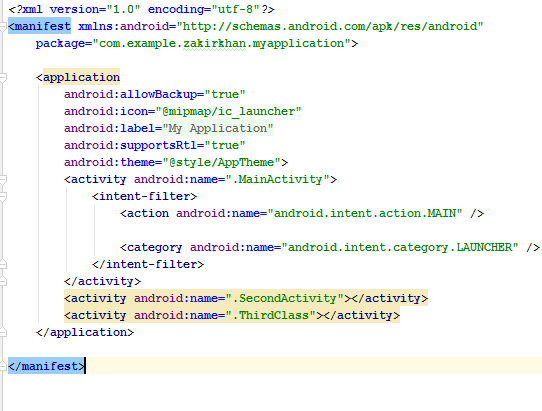 <?xml version="1.0" encoding="utf-8"?>
<manifest xmlns:android="http://schemas.android.com/apk/res/android"
    package="com.example.zakirkhan.myapplication">

    <application
        android:allowBackup="true"
        android:icon="@mipmap/ic_launcher"
        android:label="My Application"
        android:supportsRtl="true"
        android:theme="@style/AppTheme">
        <activity android:name=".MainActivity">
            <intent-filter>
                <action android:name="android.intent.action.MAIN" />

                <category android:name="android.intent.category.LAUNCHER" />
            </intent-filter>
        </activity>
        <activity android:name=".SecondActivity"></activity>
        <activity android:name=".ThirdClass"></activity>
    </application>

</manifest>